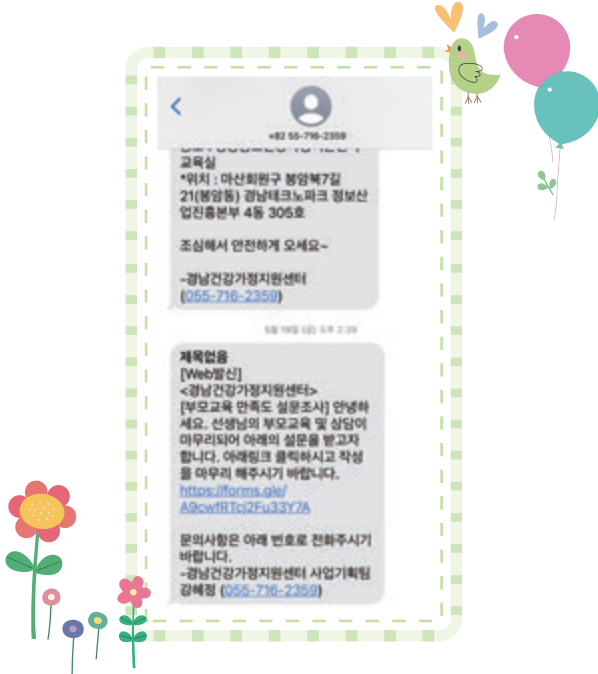 +82 55-716-2359
교육실
*위치 : 마산회원구 봉암북7길
21(봉암동) 경남테크노파크 정보산
업진흥본부 4동 305호
조심해서 안전하게 오세요~
-경남건강가정지원센터
(055-716-2359)
5월 19일 (금) 오후 2:39
제목없음
[Web발신]
<경남건강가정지원센터>
[부모교육 만족도 설문조사] 안녕하
세요. 선생님의 부모교육 및 상담이
마무리되어 아래의 설문을 받고자
합니다. 아래링크 클릭하시고 작성
을 마무리 해주시기 바랍니다.
https://forms.gle/
A9cwfRTcj2Fu33Y7A
문의사항은 아래 번호로 전화주시기
바랍니다.
-경남건강가정지원센터 사업기획팀
강혜정 (055-716-2359)